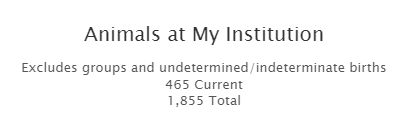 Animals at My Institution
Excludes groups and undetermined/indeterminate births
465 Current
1,855 Total